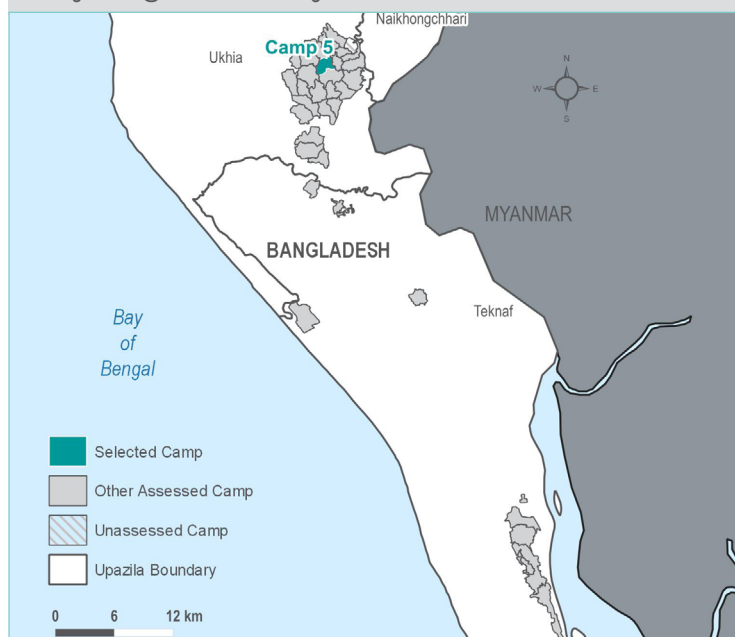 Naikhongchhari
Camp 5
Ukhia
N
W
E
S
MYANMAR
BANGLADESH
Teknaf
Bay
of
Bengal
Selected Camp
Other Assessed Camp
Unassessed Camp
Upazila Boundary
0 6 12 km